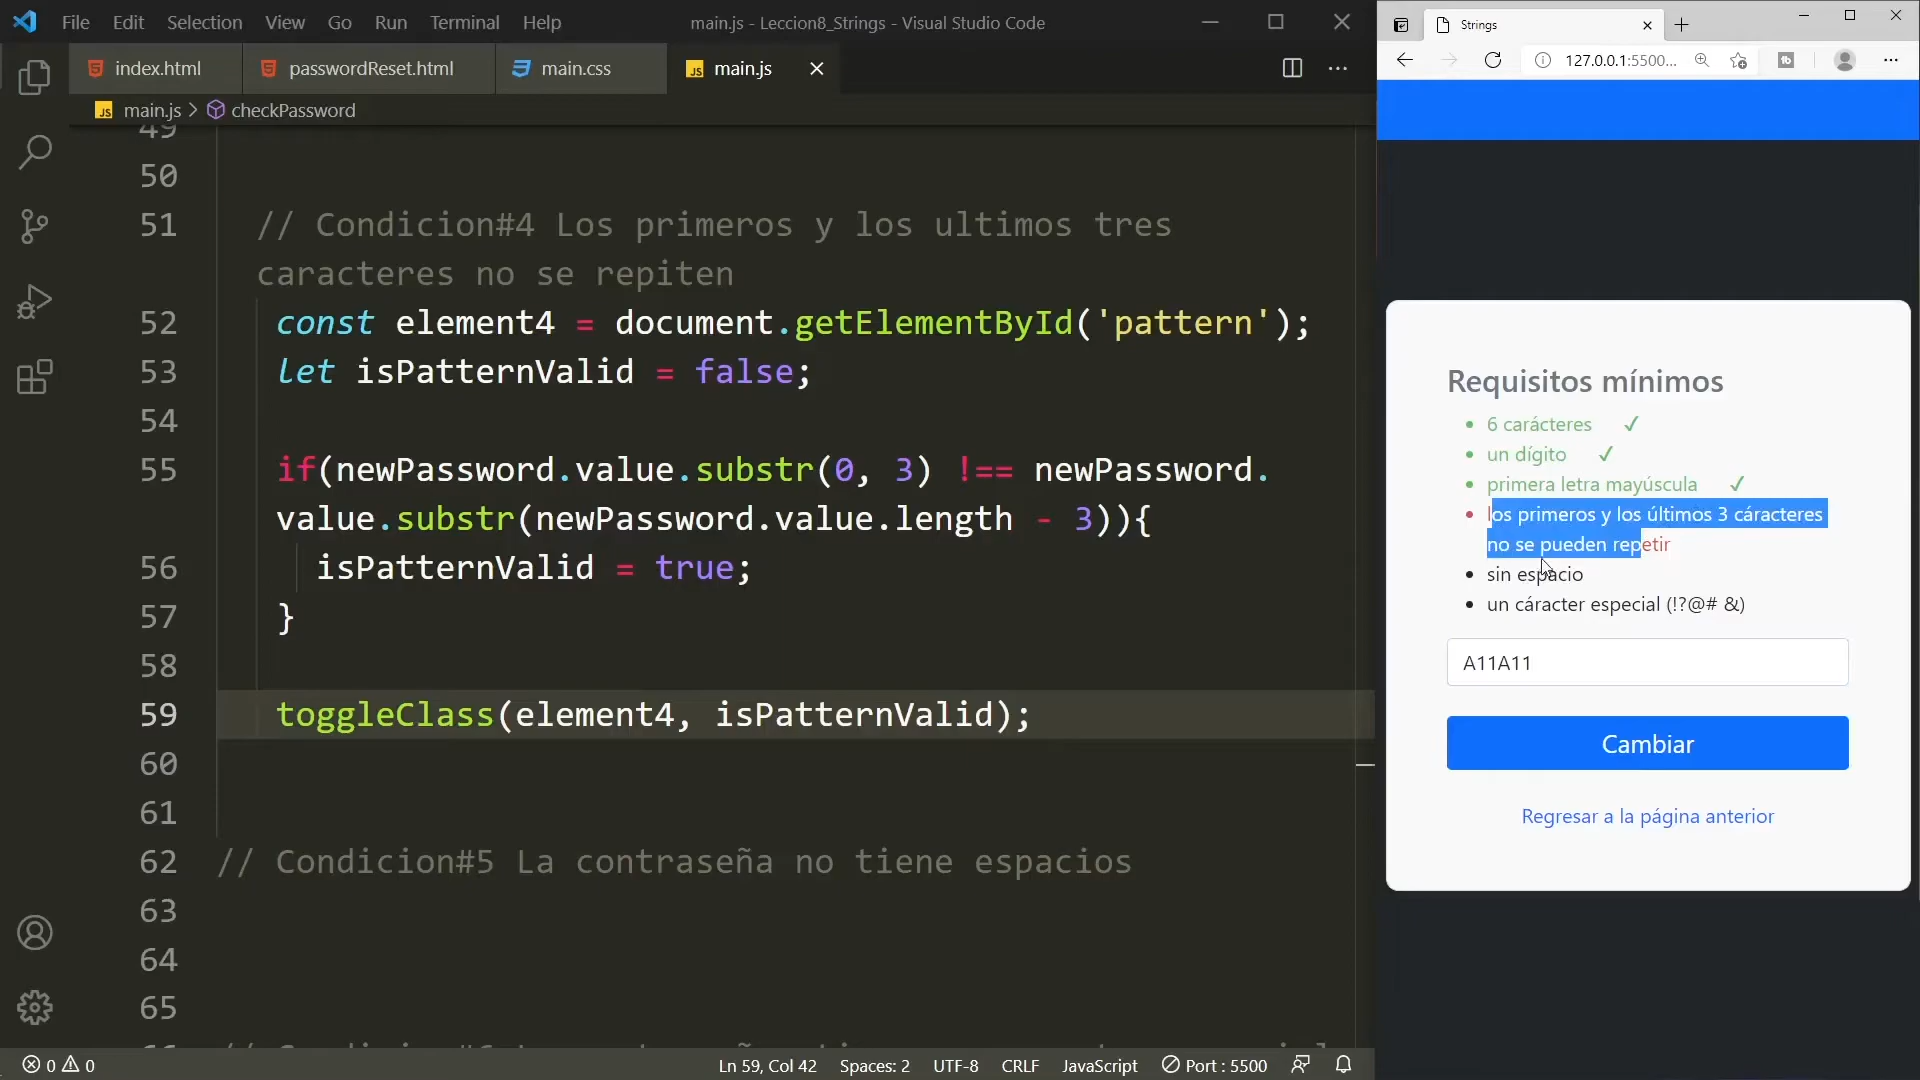 File Edit Selection View Go Run Terminal Help
main.js - Leccion8_Strings - Visual Studio Code
index.html
passwordReset.html
main.css
main.js
main.js > checkPassword
49
50
51 // Condicion#4 Los primeros y los ultimos tres
caracteres no se repiten
52 const element4 = document.getElementById('pattern');
53 let isPatternValid = false;
54
55 if(newPassword.value.substr(0, 3) !== newPassword.
value.substr(newPassword.value.length - 3)){
56 isPatternValid = true;
57 }
58
59 toggleClass(element4, isPatternValid);
60
61
62 // Condicion#5 La contraseña no tiene espacios
63
64
65
0 0
Ln 59, Col 42 Spaces: 2 UTF-8 CRLF JavaScript Port : 5500
Strings
127.0.0.1:5500...
Requisitos mínimos
6 carácteres ✓
un dígito ✓
primera letra mayúscula ✓
los primeros y los últimos 3 cáracteres
no se pueden repetir
sin espacio
un cáracter especial (!?@# &)
A11A11
Cambiar
Regresar a la página anterior